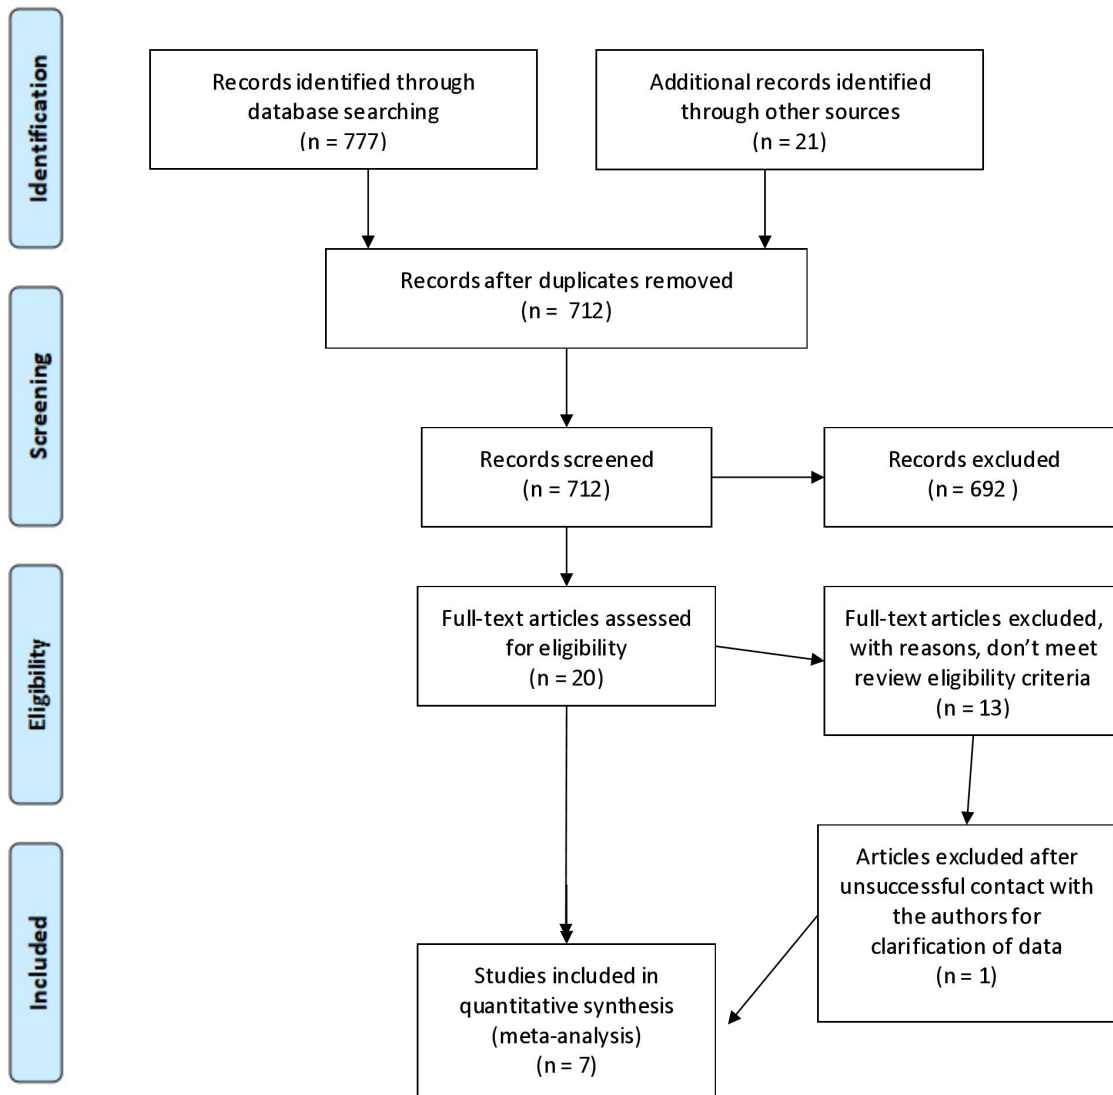 Identification
Records identified through
database searching
(n = 777)
Additional records identified
through other sources
(n = 21)
Records after duplicates removed
(n = 712)
Screening
Records screened
(n = 712)
Records excluded
(n = 692 )
Eligibility
Full-text articles assessed
for eligibility
(n = 20)
Full-text articles excluded,
with reasons, don’t meet
review eligibility criteria
(n = 13)
Articles excluded after
unsuccessful contact with
the authors for
clarification of data
(n = 1)
Included
Studies included in
quantitative synthesis
(meta-analysis)
(n = 7)